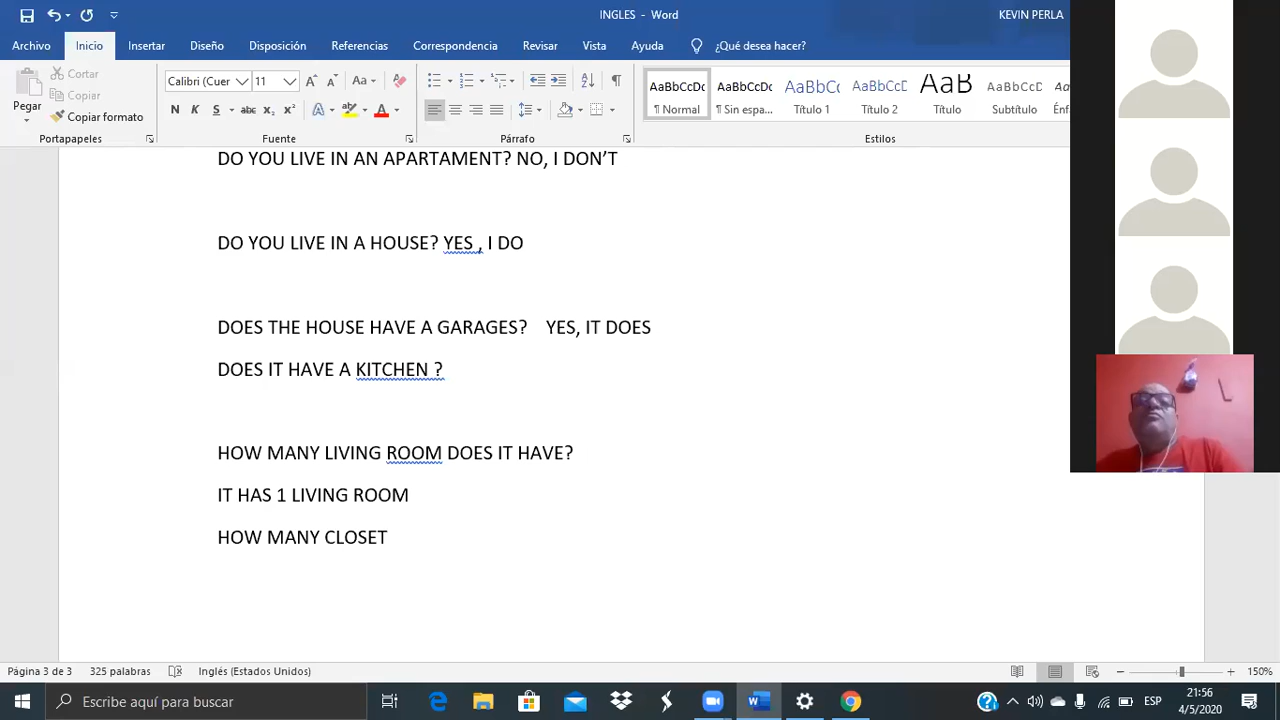 INGLES - Word
KEVIN PERLA
Archivo Inicio Insertar Diseño Disposición Referencias Correspondencia Revisar Vista Ayuda ¿Qué desea hacer?
Pegar
Cortar
Copiar
Copiar formato
Portapapeles
Calibri (Cuer 11
Fuente
Párrafo
AaBbCcDc AaBbCcDc AaBbCc AaBbCcD AaB AaBbCcD
¶ Normal ¶ Sin espa... Título 1 Título 2 Título Subtítulo
Estilos
DO YOU LIVE IN AN APARTAMENT? NO, I DON’T
DO YOU LIVE IN A HOUSE? YES , I DO
DOES THE HOUSE HAVE A GARAGES? YES, IT DOES
DOES IT HAVE A KITCHEN ?
HOW MANY LIVING ROOM DOES IT HAVE?
IT HAS 1 LIVING ROOM
HOW MANY CLOSET
Página 3 de 3 325 palabras Inglés (Estados Unidos) 150%
Escribe aquí para buscar
ESP
21:56
4/5/2020